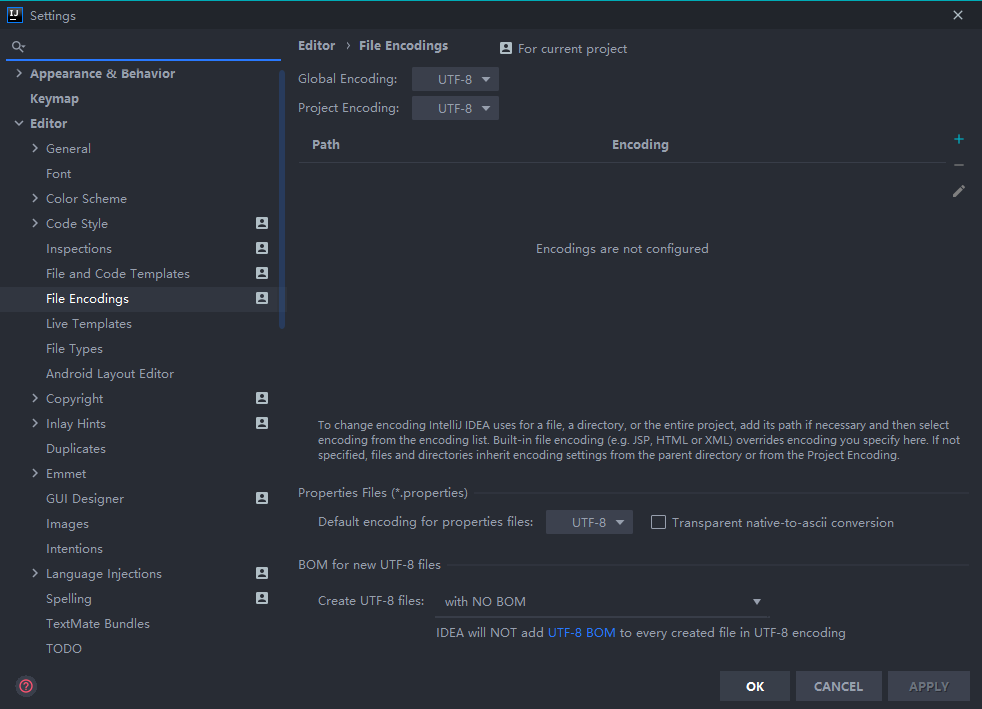 IJ Settings
Editor › File Encodings For current project
Appearance & Behavior
Keymap
Editor
General
Font
Color Scheme
Code Style
Inspections
File and Code Templates
File Encodings
Live Templates
File Types
Android Layout Editor
Copyright
Inlay Hints
Duplicates
Emmet
GUI Designer
Images
Intentions
Language Injections
Spelling
TextMate Bundles
TODO
Global Encoding: UTF-8
Project Encoding: UTF-8
Path Encoding
Encodings are not configured
To change encoding IntelliJ IDEA uses for a file, a directory, or the entire project, add its path if necessary and then select
encoding from the encoding list. Built-in file encoding (e.g. JSP, HTML or XML) overrides encoding you specify here. If not
specified, files and directories inherit encoding settings from the parent directory or from the Project Encoding.
Properties Files (*.properties)
Default encoding for properties files: UTF-8 Transparent native-to-ascii conversion
BOM for new UTF-8 files
Create UTF-8 files: with NO BOM
IDEA will NOT add UTF-8 BOM to every created file in UTF-8 encoding
? OK CANCEL APPLY